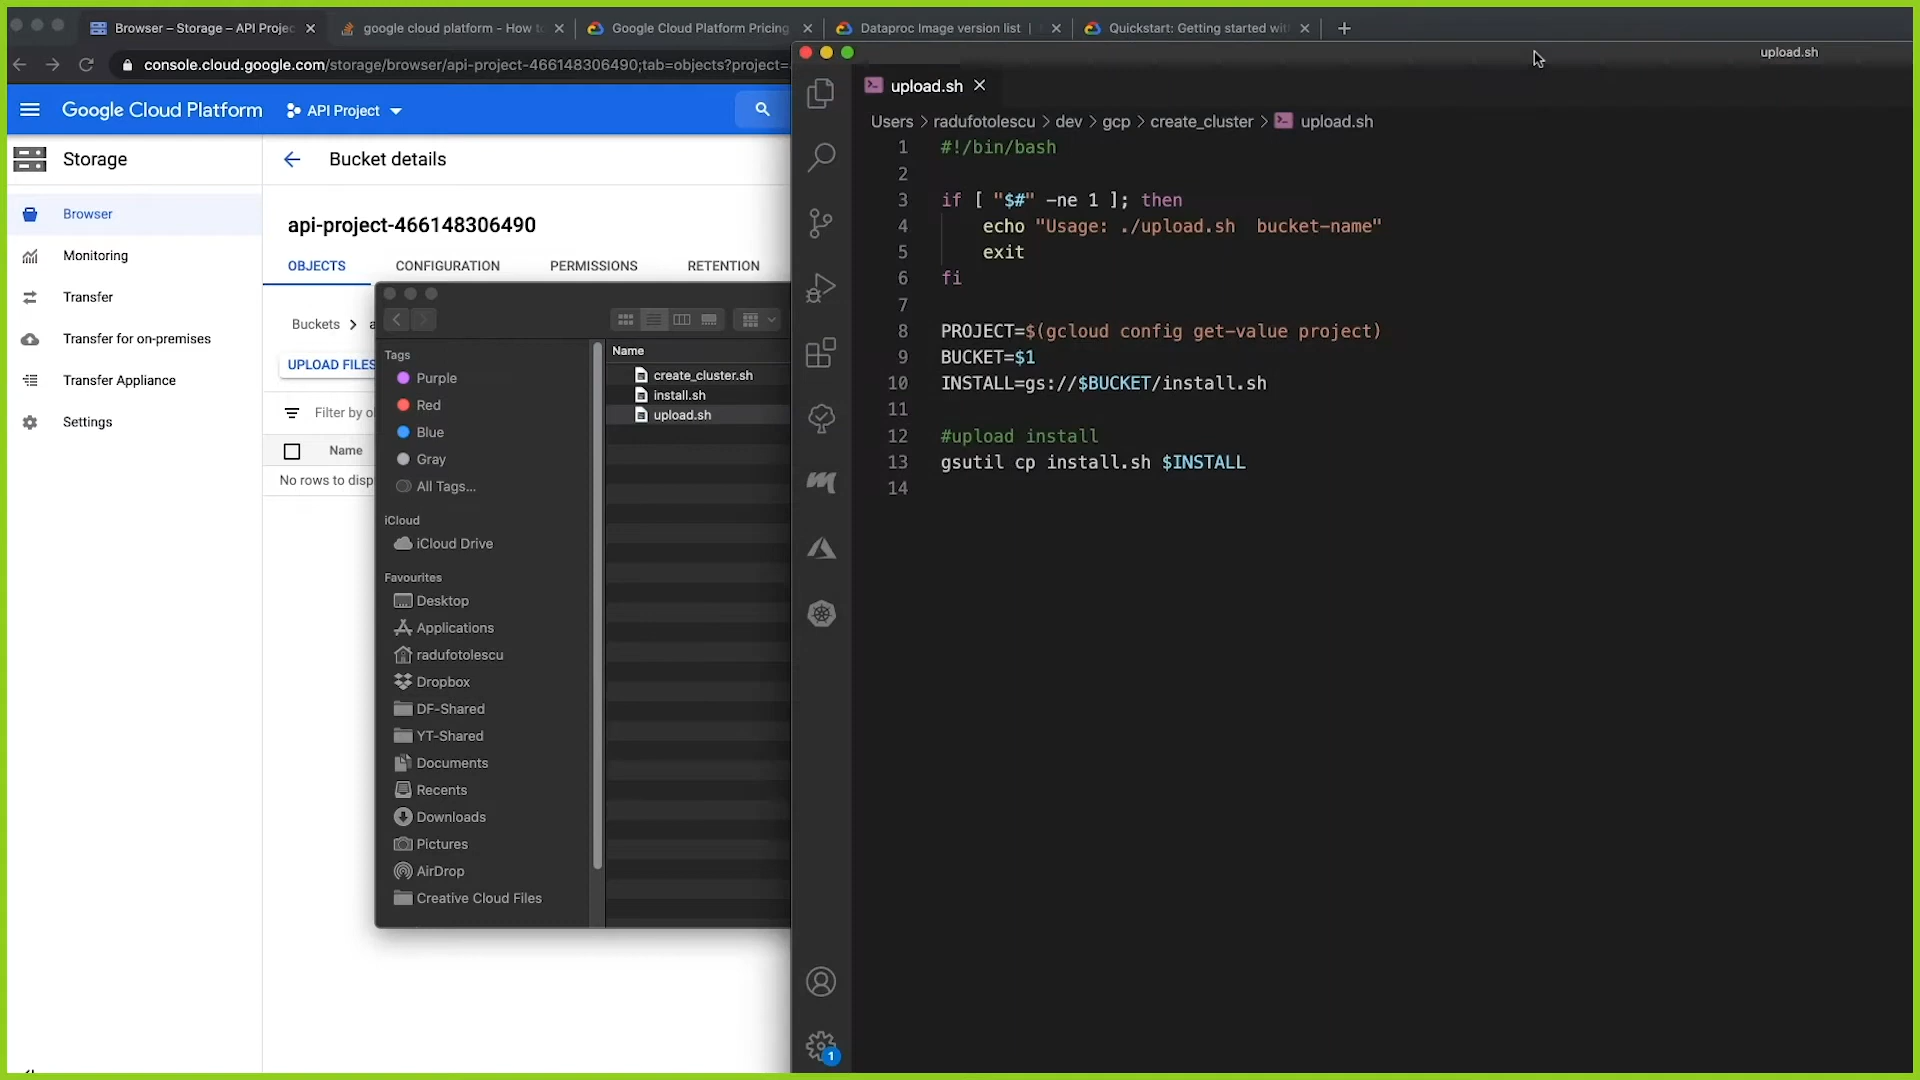 Browser – Storage – API Projec
google cloud platform - How to
Google Cloud Platform Pricing
Dataproc Image version list |
Quickstart: Getting started wit
console.cloud.google.com/storage/browser/api-project-466148306490;tab=objects?project=
upload.sh
Google Cloud Platform
API Project
Storage
Browser
Monitoring
Transfer
Transfer for on-premises
Transfer Appliance
Settings
Bucket details
api-project-466148306490
OBJECTS CONFIGURATION PERMISSIONS RETENTION
Buckets > a
UPLOAD FILES
Filter by o
Name
No rows to disp
Tags
Purple
Red
Blue
Gray
All Tags...
iCloud
iCloud Drive
Favourites
Desktop
Applications
radufotolescu
Dropbox
DF-Shared
YT-Shared
Documents
Recents
Downloads
Pictures
AirDrop
Creative Cloud Files
Name
create_cluster.sh
install.sh
upload.sh
upload.sh
Users > radufotolescu > dev > gcp > create_cluster > upload.sh
1 #!/bin/bash
2
3 if [ "$#" -ne 1 ]; then
4 echo "Usage: ./upload.sh  bucket-name"
5 exit
6 fi
7
8 PROJECT=$(gcloud config get-value project)
9 BUCKET=$1
10 INSTALL=gs://$BUCKET/install.sh
11
12 #upload install
13 gsutil cp install.sh $INSTALL
14
1